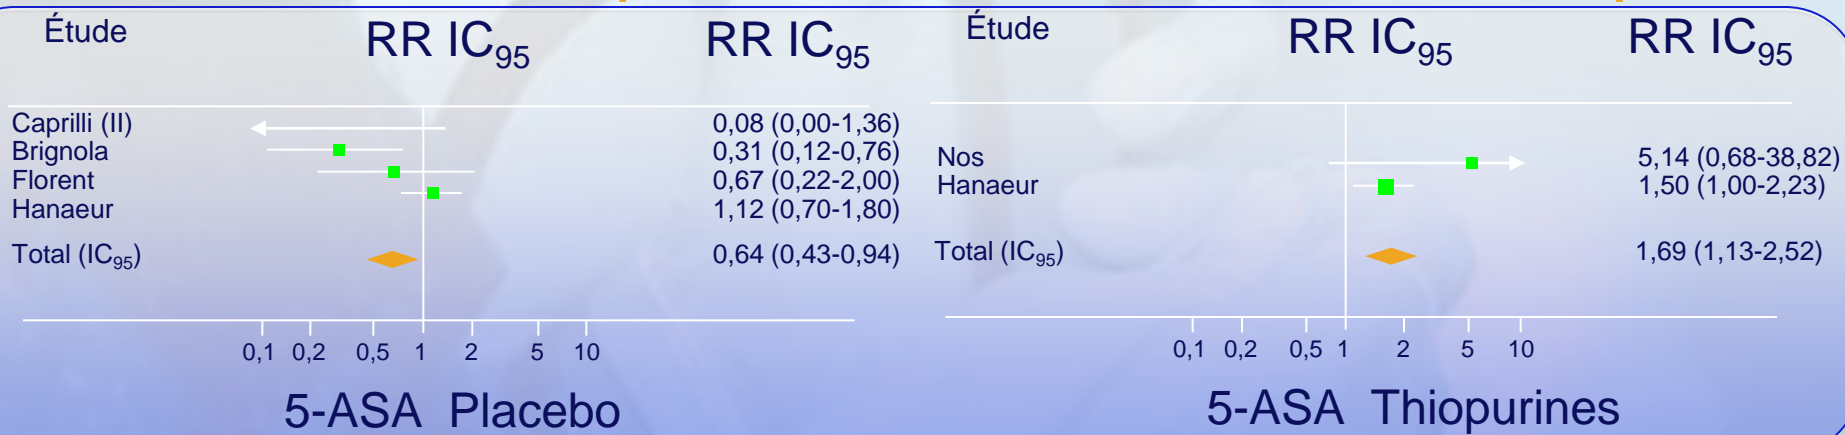 Étude RR IC95 RR IC95
Caprilli (II) 0,08 (0,00-1,36)
Brignola 0,31 (0,12-0,76)
Florent 0,67 (0,22-2,00)
Hanaeur 1,12 (0,70-1,80)
Total (IC95) 0,64 (0,43-0,94)
0,1 0,2 0,5 1 2 5 10
5-ASA Placebo
Étude RR IC95 RR IC95
Nos 5,14 (0,68-38,82)
Hanaeur 1,50 (1,00-2,23)
Total (IC95) 1,69 (1,13-2,52)
0,1 0,2 0,5 1 2 5 10
5-ASA Thiopurines